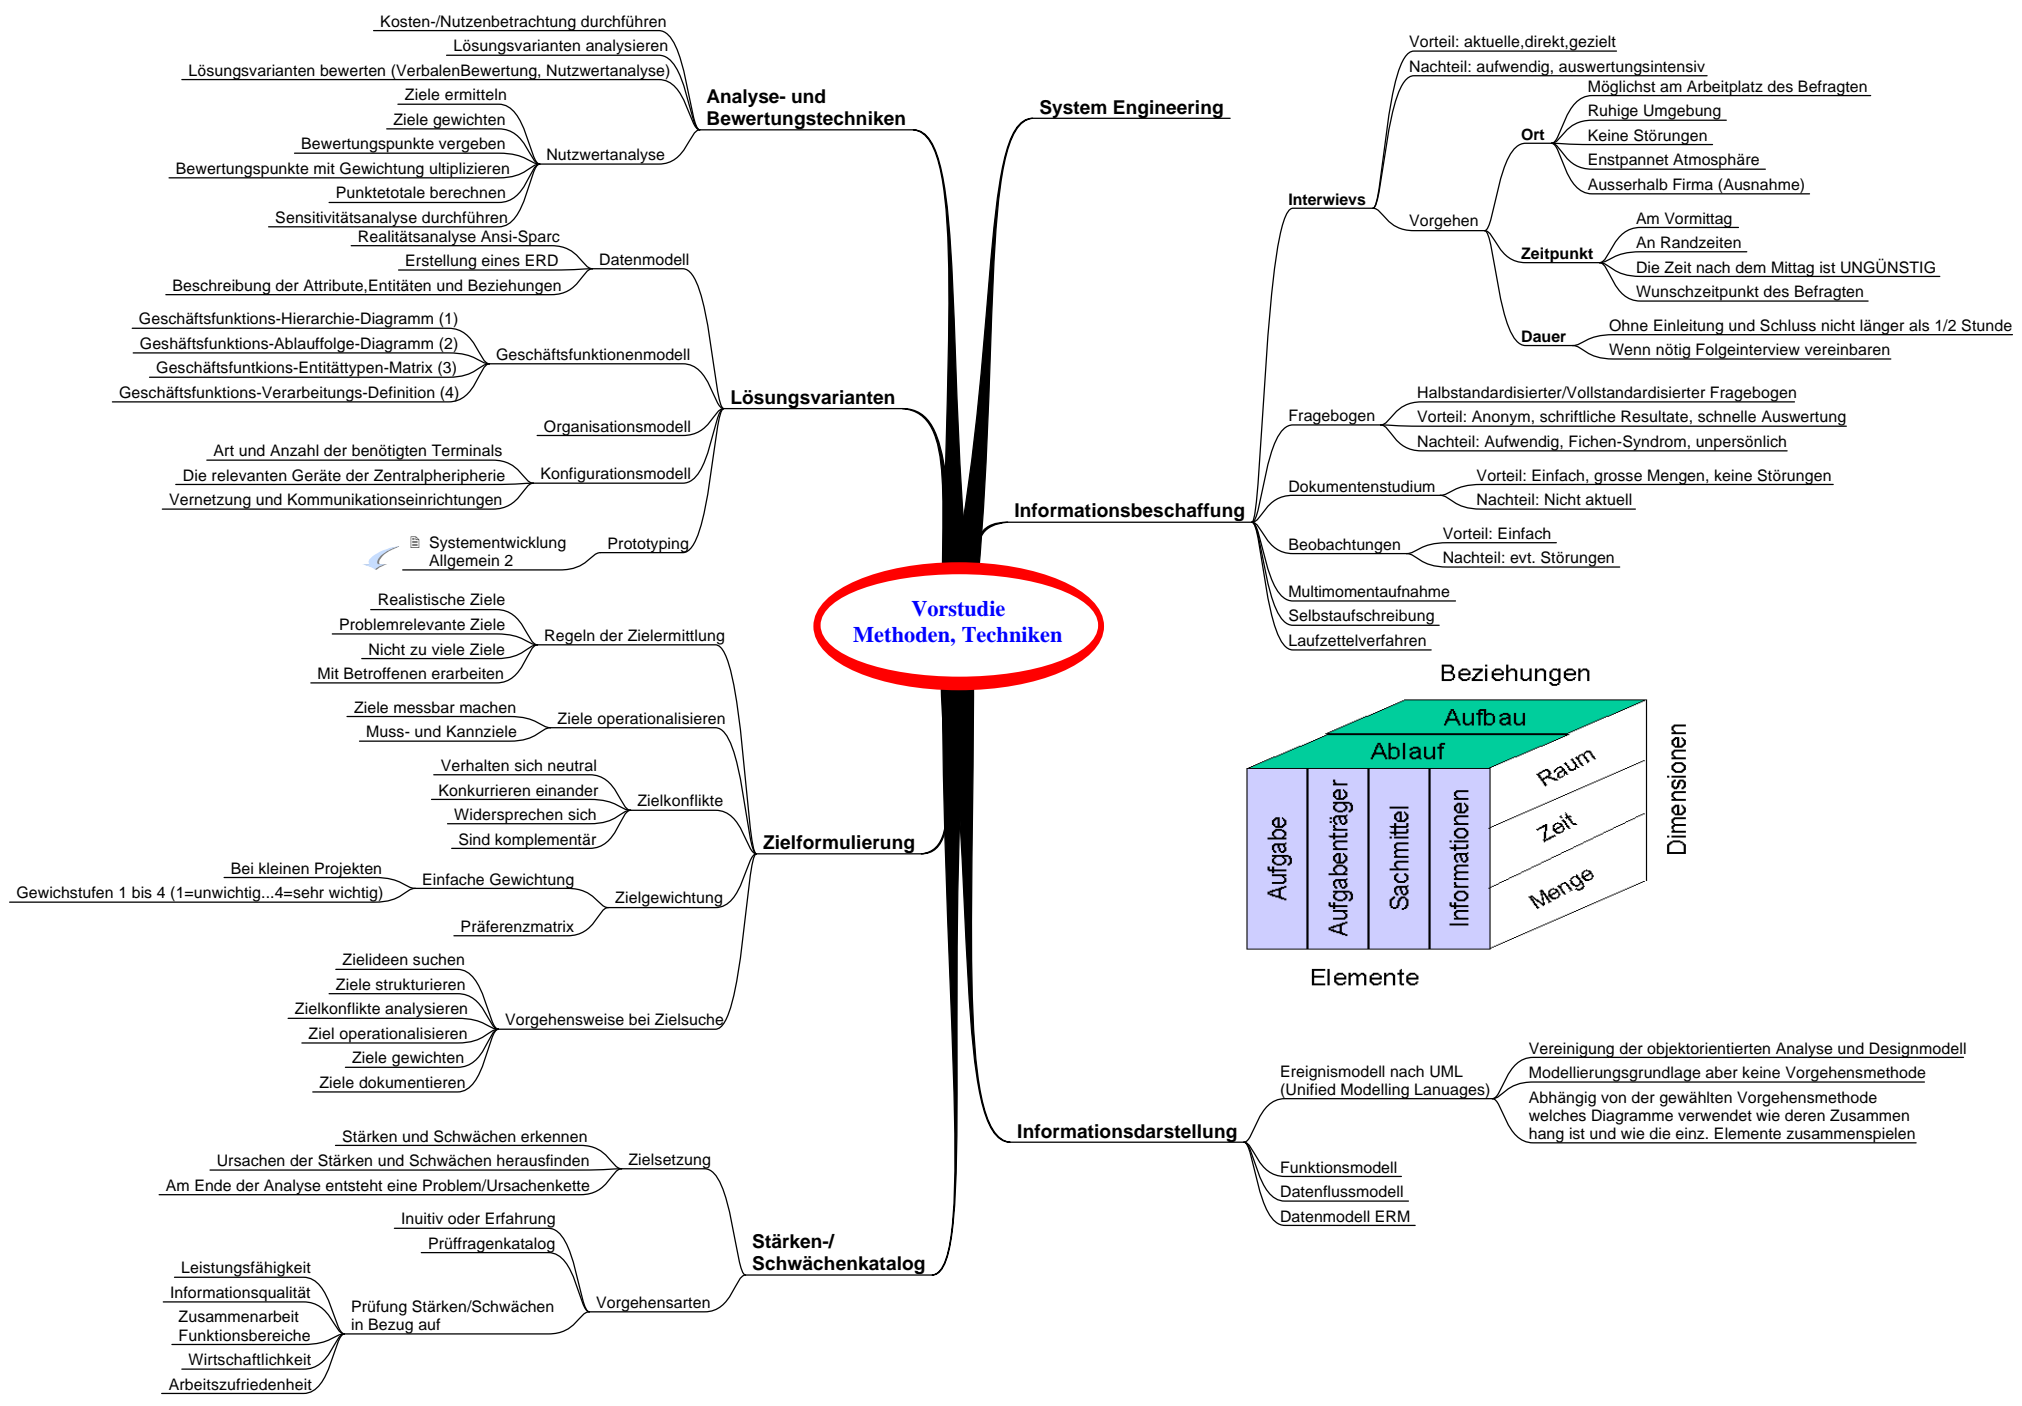 Vorstudie
Methoden, Techniken
System Engineering
Informationsbeschaffung
Interwievs
Vorteil: aktuelle,direkt,gezielt
Nachteil: aufwendig, auswertungsintensiv
Vorgehen
Ort
Möglichst am Arbeitplatz des Befragten
Ruhige Umgebung
Keine Störungen
Enstpannet Atmosphäre
Ausserhalb Firma (Ausnahme)
Zeitpunkt
Am Vormittag
An Randzeiten
Die Zeit nach dem Mittag ist UNGÜNSTIG
Wunschzeitpunkt des Befragten
Dauer
Ohne Einleitung und Schluss nicht länger als 1/2 Stunde
Wenn nötig Folgeinterview vereinbaren
Fragebogen
Halbstandardisierter/Vollstandardisierter Fragebogen
Vorteil: Anonym, schriftliche Resultate, schnelle Auswertung
Nachteil: Aufwendig, Fichen-Syndrom, unpersönlich
Dokumentenstudium
Vorteil: Einfach, grosse Mengen, keine Störungen
Nachteil: Nicht aktuell
Beobachtungen
Vorteil: Einfach
Nachteil: evt. Störungen
Multimomentaufnahme
Selbstaufschreibung
Laufzettelverfahren
Beziehungen
Aufbau
Ablauf
Aufgabe
Aufgabenträger
Sachmittel
Informationen
Raum
Zeit
Menge
Dimensionen
Elemente
Informationsdarstellung
Ereignismodell nach UML
(Unified Modelling Lanuages)
Vereinigung der objektorientierten Analyse und Designmodell
Modellierungsgrundlage aber keine Vorgehensmethode
Abhängig von der gewählten Vorgehensmethode
welches Diagramme verwendet wie deren Zusammen
hang ist und wie die einz. Elemente zusammenspielen
Funktionsmodell
Datenflussmodell
Datenmodell ERM
Analyse- und
Bewertungstechniken
Kosten-/Nutzenbetrachtung durchführen
Lösungsvarianten analysieren
Lösungsvarianten bewerten (VerbalenBewertung, Nutzwertanalyse)
Nutzwertanalyse
Ziele ermitteln
Ziele gewichten
Bewertungspunkte vergeben
Bewertungspunkte mit Gewichtung ultiplizieren
Punktetotale berechnen
Sensitivitätsanalyse durchführen
Lösungsvarianten
Datenmodell
Realitätsanalyse Ansi-Sparc
Erstellung eines ERD
Beschreibung der Attribute,Entitäten und Beziehungen
Geschäftsfunktionenmodell
Geschäftsfunktions-Hierarchie-Diagramm (1)
Geshäftsfunktions-Ablauffolge-Diagramm (2)
Geschäftsfuntkions-Entitättypen-Matrix (3)
Geschäftsfunktions-Verarbeitungs-Definition (4)
Organisationsmodell
Konfigurationsmodell
Art und Anzahl der benötigten Terminals
Die relevanten Geräte der Zentralpheripherie
Vernetzung und Kommunikationseinrichtungen
Prototyping
Systementwicklung
Allgemein 2
Zielformulierung
Regeln der Zielermittlung
Realistische Ziele
Problemrelevante Ziele
Nicht zu viele Ziele
Mit Betroffenen erarbeiten
Ziele operationalisieren
Ziele messbar machen
Muss- und Kannziele
Zielkonflikte
Verhalten sich neutral
Konkurrieren einander
Widersprechen sich
Sind komplementär
Zielgewichtung
Einfache Gewichtung
Bei kleinen Projekten
Gewichstufen 1 bis 4 (1=unwichtig...4=sehr wichtig)
Präferenzmatrix
Vorgehensweise bei Zielsuche
Zielideen suchen
Ziele strukturieren
Zielkonflikte analysieren
Ziel operationalisieren
Ziele gewichten
Ziele dokumentieren
Stärken-/
Schwächenkatalog
Zielsetzung
Stärken und Schwächen erkennen
Ursachen der Stärken und Schwächen herausfinden
Am Ende der Analyse entsteht eine Problem/Ursachenkette
Vorgehensarten
Inuitiv oder Erfahrung
Prüffragenkatalog
Prüfung Stärken/Schwächen
in Bezug auf
Leistungsfähigkeit
Informationsqualität
Zusammenarbeit
Funktionsbereiche
Wirtschaftlichkeit
Arbeitszufriedenheit